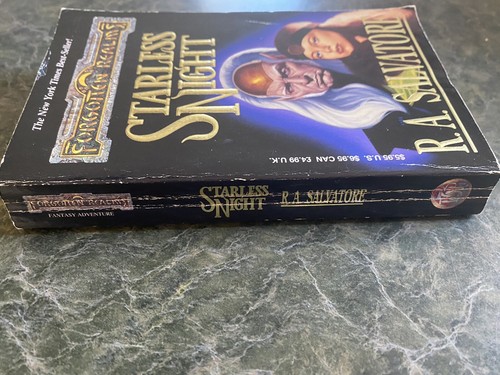 The New York Times Best-Seller!
FORGOTTEN REALMS
STARLESS
NIGHT
R.A. SALVATORE
$5.95 U.S. $6.95 CAN £4.99 U.K.
FORGOTTEN REALMS
FANTASY ADVENTURE
STARLESS
NIGHT
R.A. SALVATORE